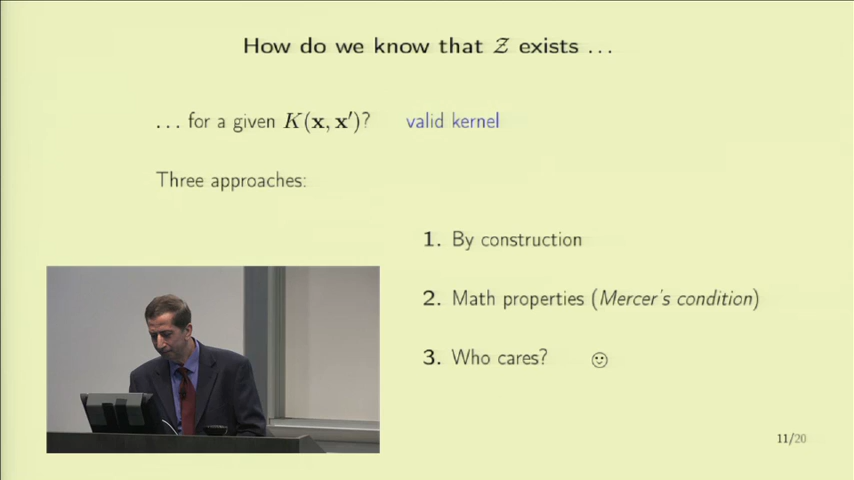 How do we know that 𝒵 exists ...
... for a given K(x, x′)? valid kernel
Three approaches:
1. By construction
2. Math properties (Mercer's condition)
3. Who cares? ☺
11/20